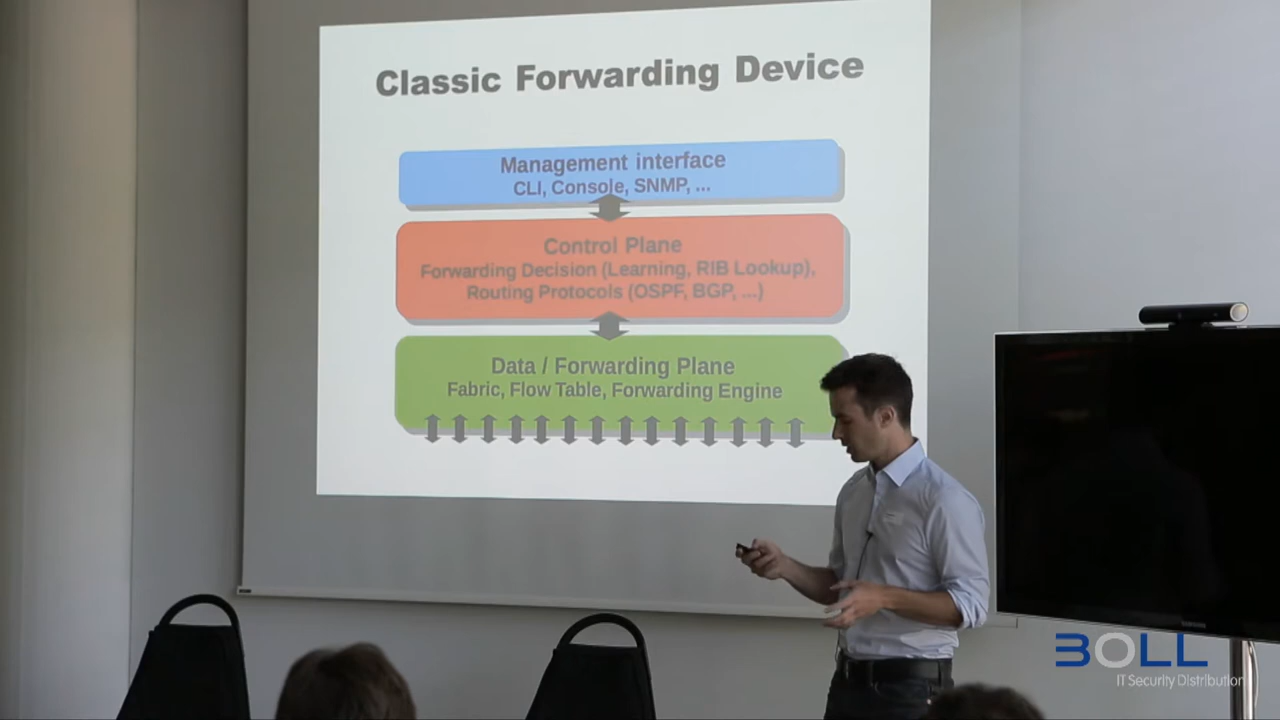 Classic Forwarding Device
Management interface
CLI, Console, SNMP, ...
Control Plane
Forwarding Decision (Learning, RIB Lookup),
Routing Protocols (OSPF, BGP, ...)
Data / Forwarding Plane
Fabric, Flow Table, Forwarding Engine
SAMSUNG
BOLL
IT Security Distribution